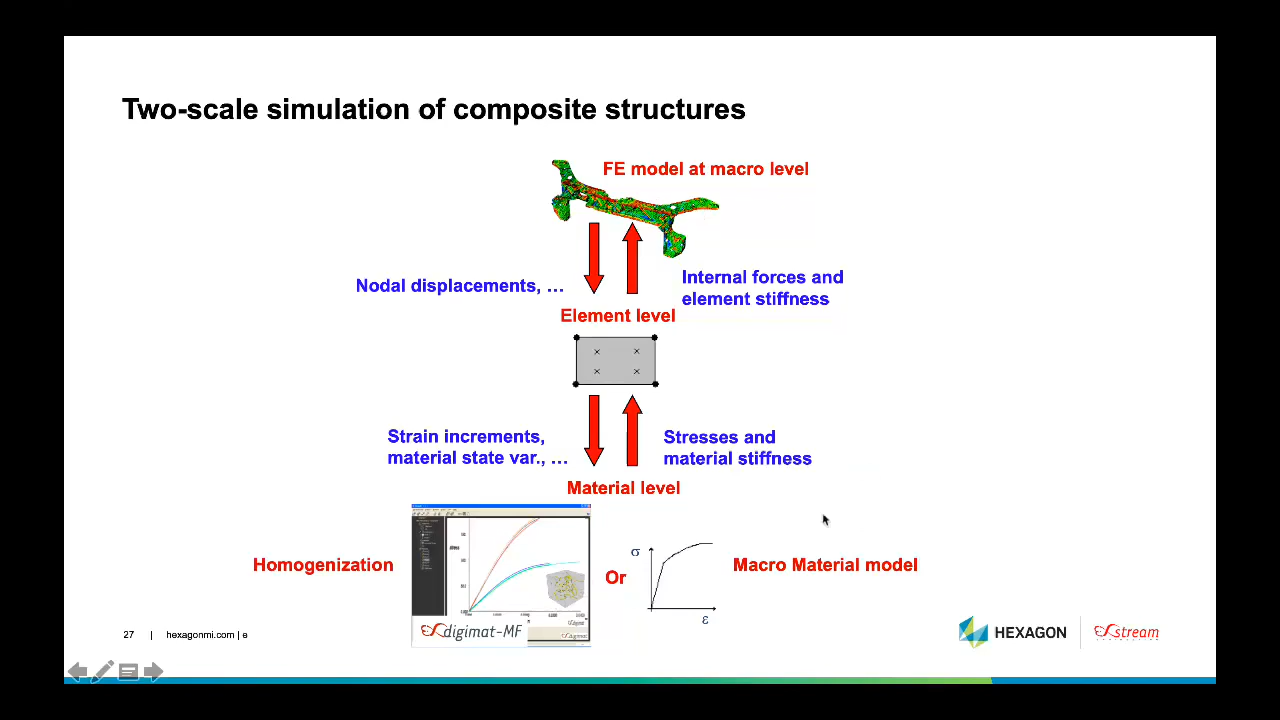 Two-scale simulation of composite structures
FE model at macro level
Nodal displacements, …
Internal forces and
element stiffness
Element level
Strain increments,
material state var., …
Stresses and
material stiffness
Material level
Homogenization
digimat-MF
digimat
Or
σ
ε
Macro Material model
27 | hexagonmi.com | e
HEXAGON
stream